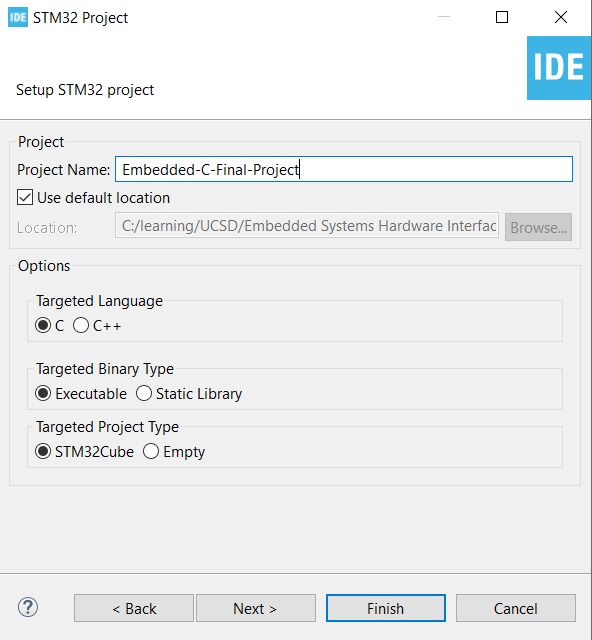 IDE STM32 Project
IDE
Setup STM32 project
Project
Project Name: Embedded-C-Final-Project
Use default location
Location: C:/learning/UCSD/Embedded Systems Hardware Interfac Browse...
Options
Targeted Language
C C++
Targeted Binary Type
Executable Static Library
Targeted Project Type
STM32Cube Empty
? < Back Next > Finish Cancel